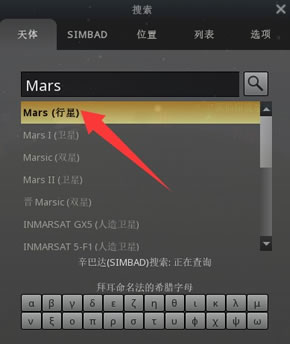 搜索
天体 SIMBAD 位置 列表 选项
Mars
Mars (行星)
Mars I (卫星)
Marsic (双星)
Mars II (卫星)
晋 Marsic (双星)
INMARSAT GX5 (人造卫星)
INMARSAT 5-F1 (人造卫星)
辛巴达(SIMBAD)搜索: 正在查询
拜耳命名法的希腊字母
α β γ δ ε ζ η θ ι κ λ μ
ν ξ ο π ρ σ τ υ φ χ ψ ω